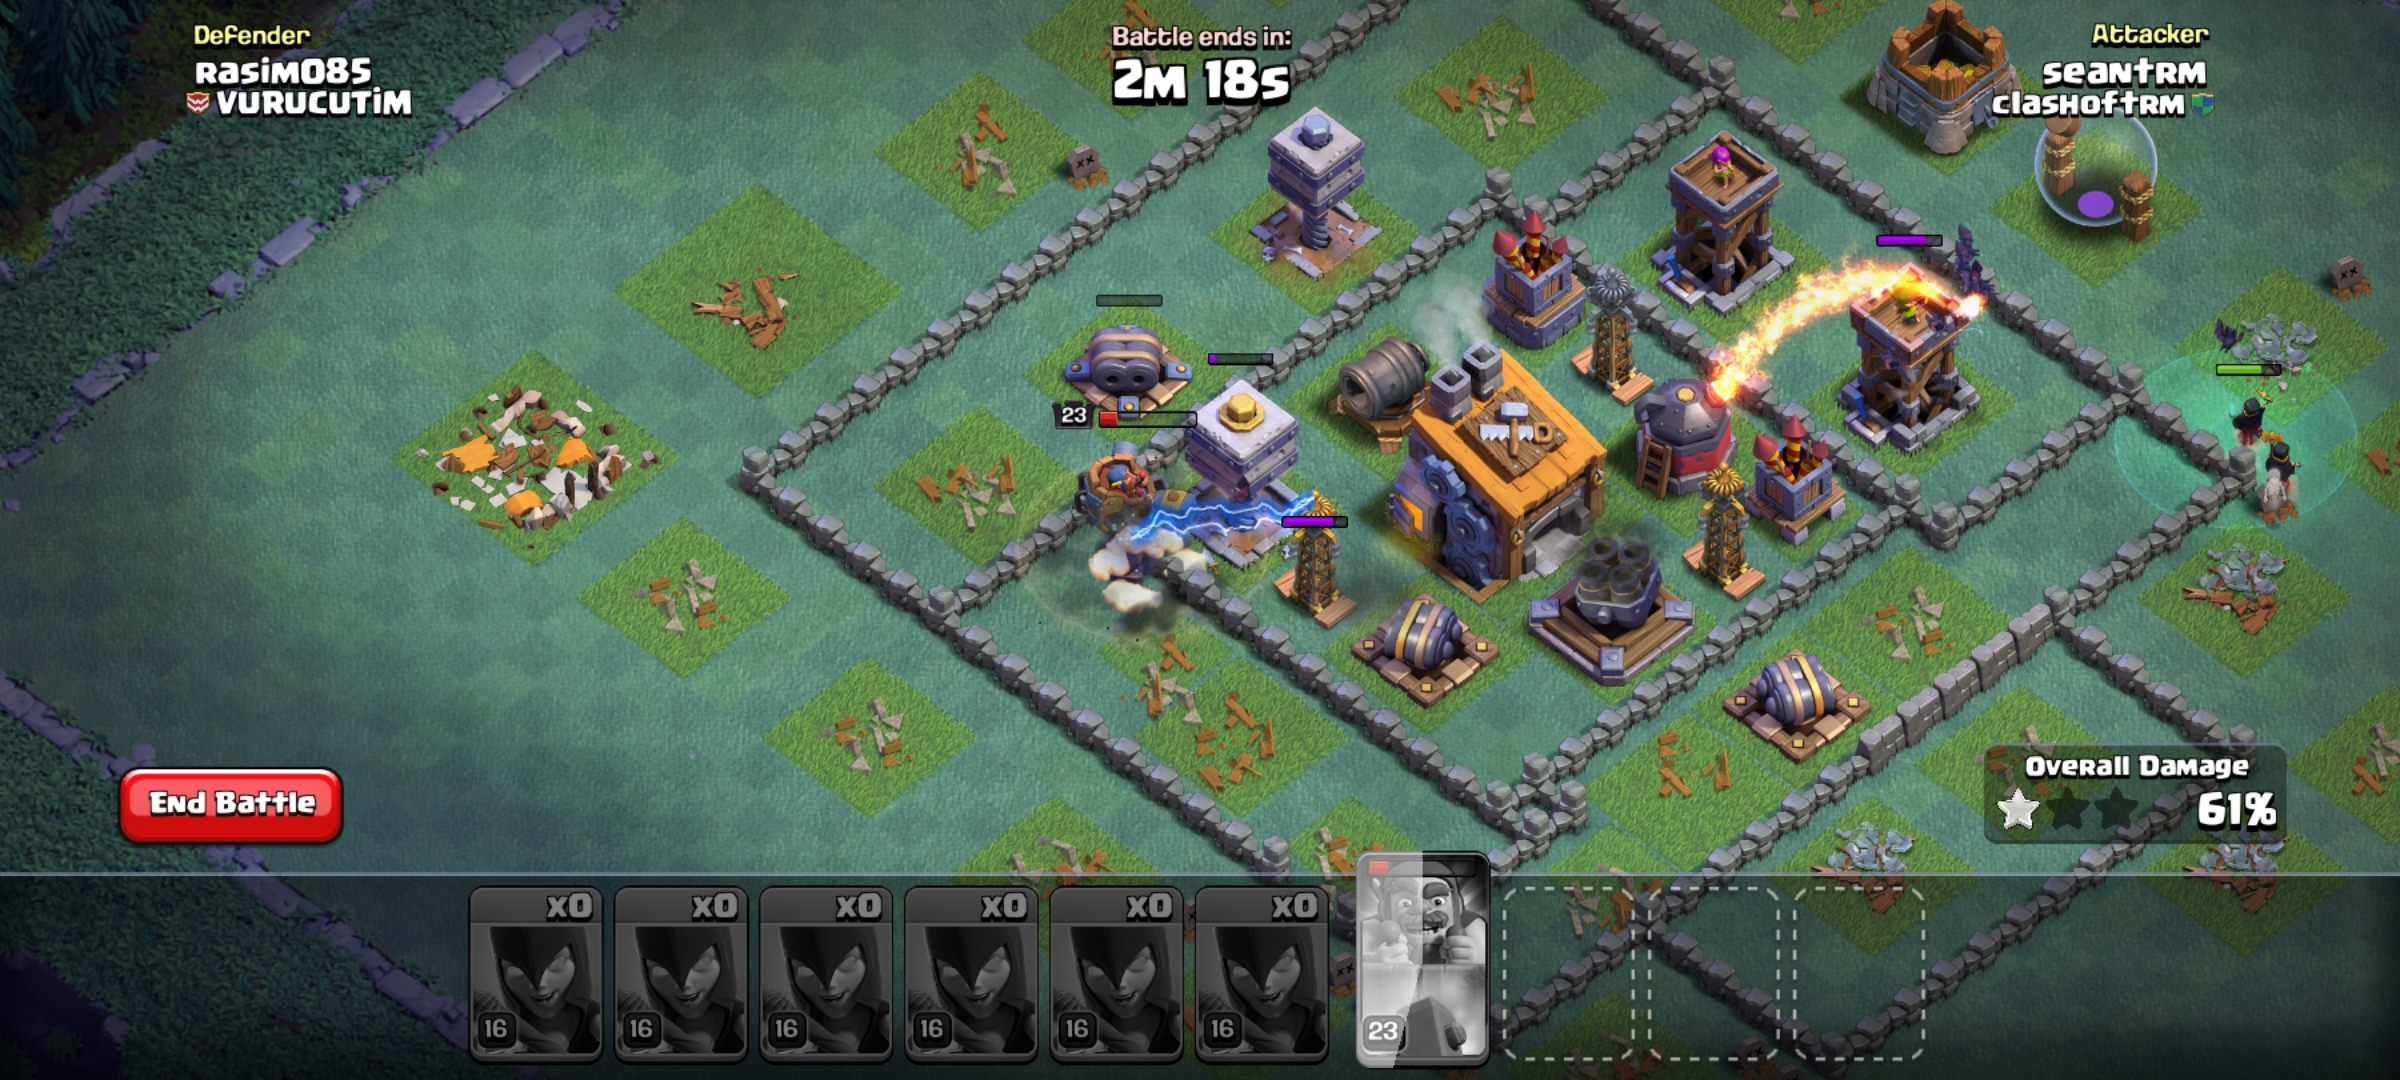 Defender
Rasim085
VURUCUTİM
Battle ends in:
2M 18s
Attacker
seantRM
clashoftRM
23
End Battle
Overall Damage
61%
x0
x0
x0
x0
x0
x0
16
16
16
16
16
16
23